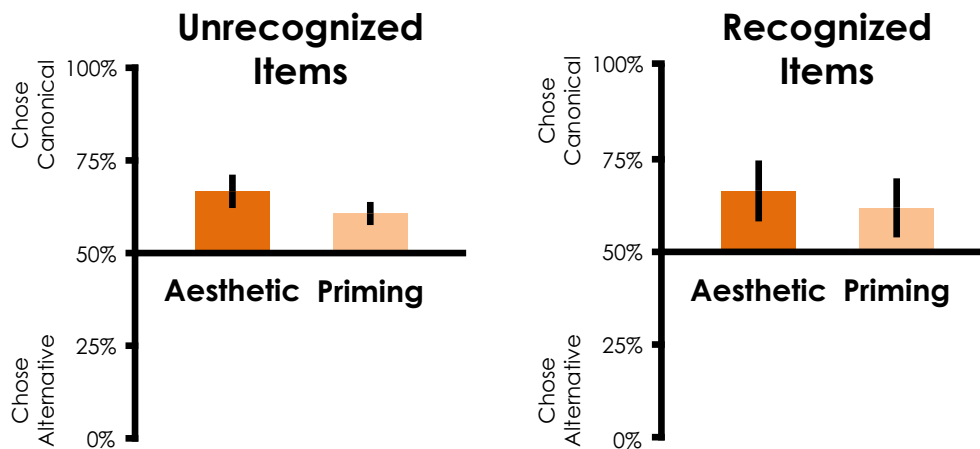 Unrecognized
Items
Chose
Canonical
100%
75%
50%
25%
0%
Chose
Alternative
Aesthetic
Priming
Recognized
Items
Chose
Canonical
100%
75%
50%
25%
0%
Chose
Alternative
Aesthetic
Priming